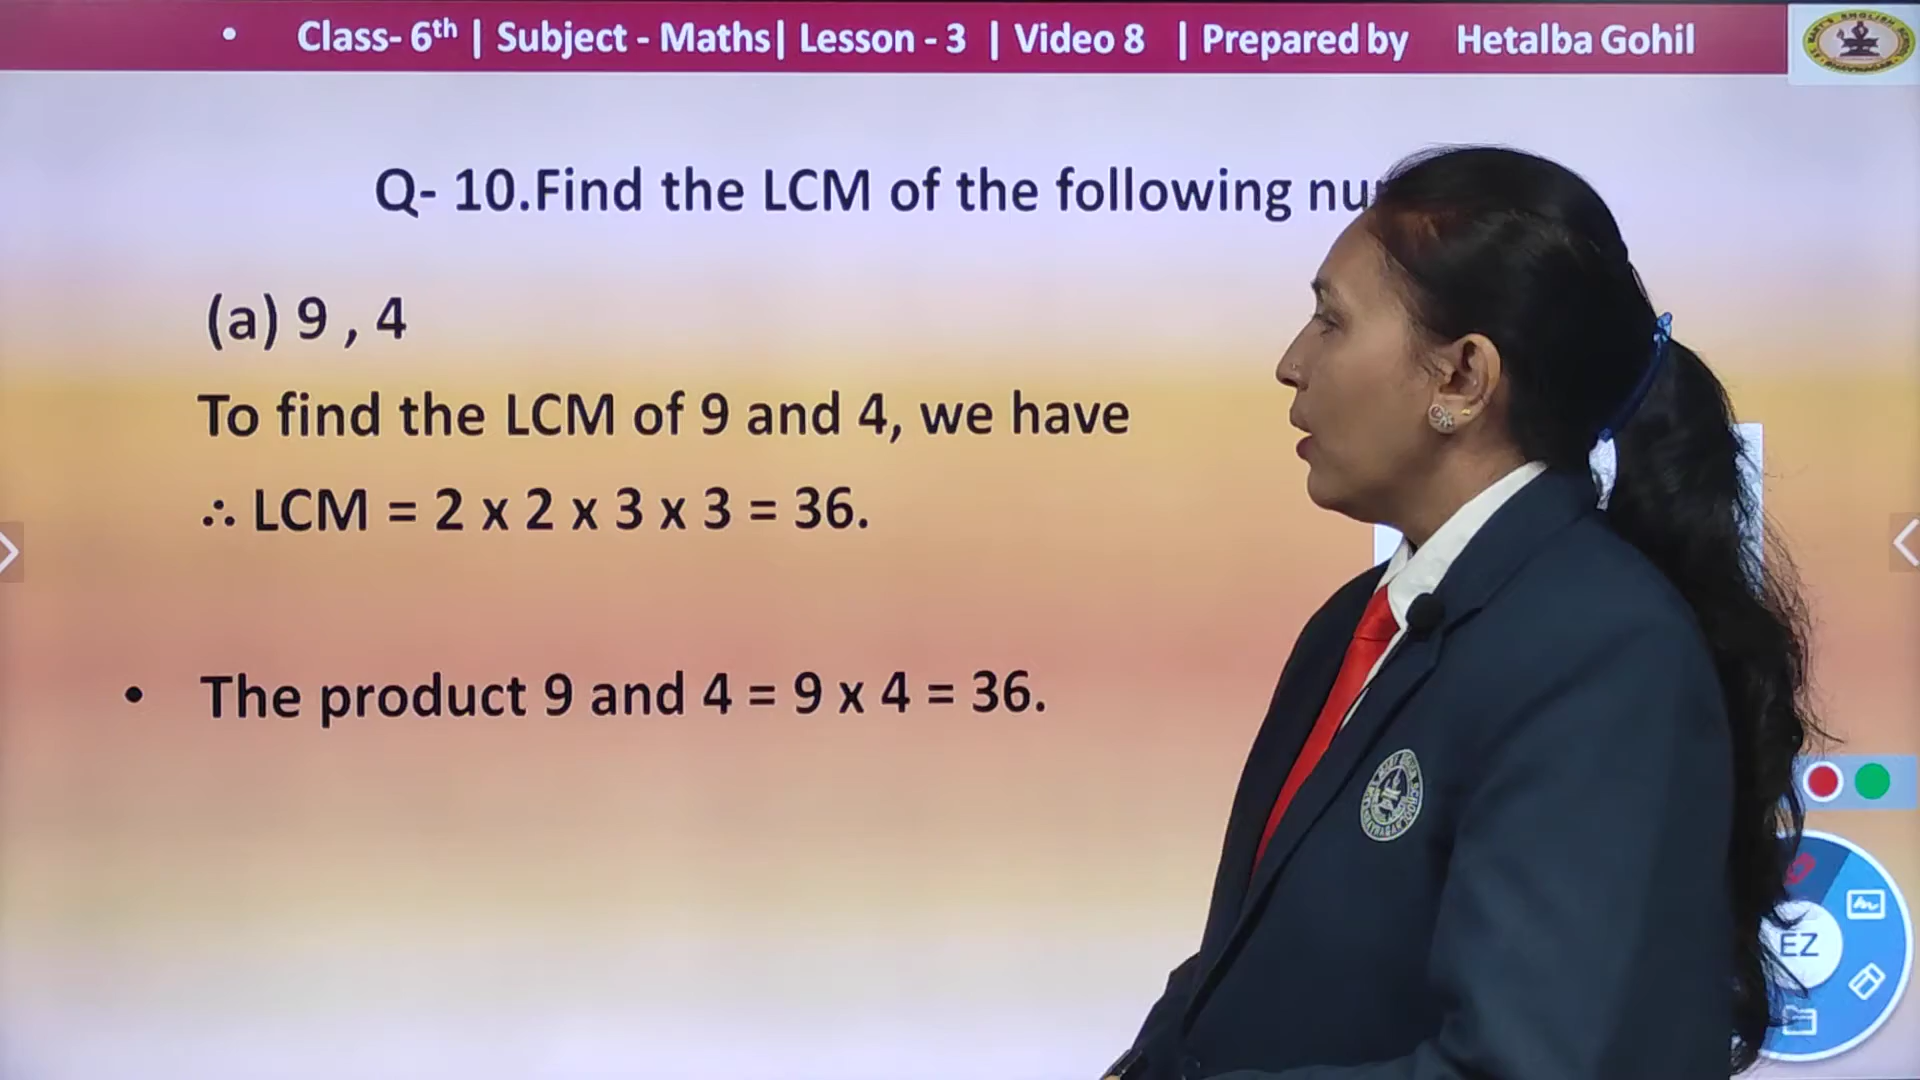 • Class- 6th | Subject - Maths| Lesson - 3 | Video 8 | Prepared by Hetalba Gohil
Q- 10.Find the LCM of the following
(a) 9 , 4
To find the LCM of 9 and 4, we have
∴ LCM = 2 x 2 x 3 x 3 = 36.
• The product 9 and 4 = 9 x 4 = 36.
EZ